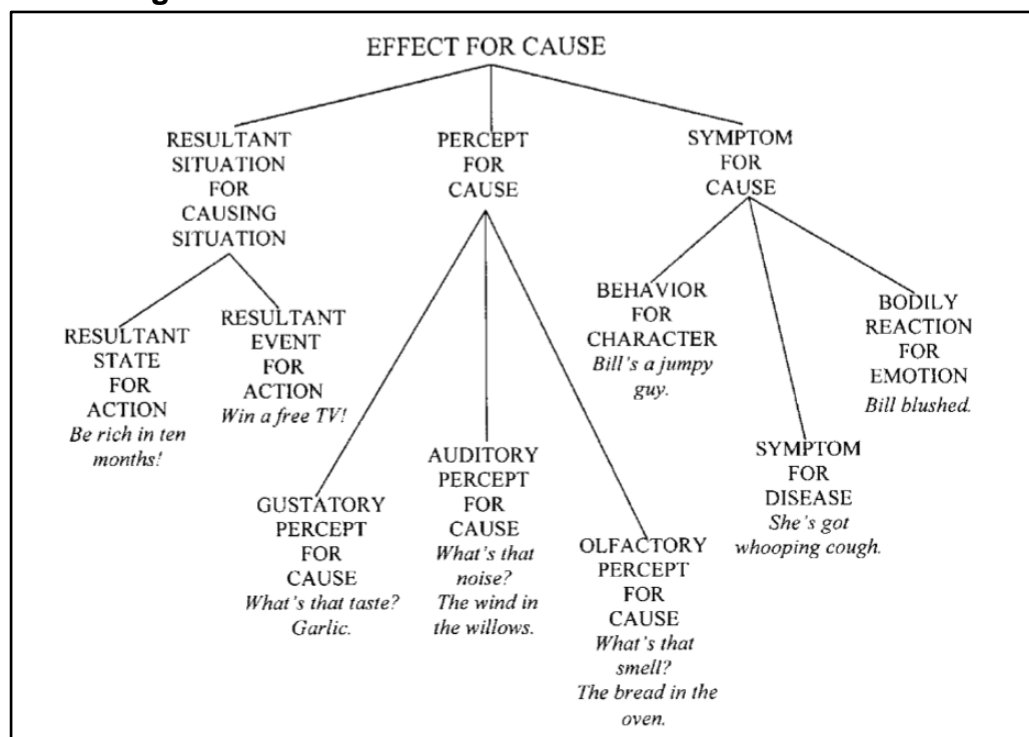 EFFECT FOR CAUSE
RESULTANT
SITUATION
FOR
CAUSING
SITUATION
PERCEPT
FOR
CAUSE
SYMPTOM
FOR
CAUSE
RESULTANT
STATE
FOR
ACTION
Be rich in ten
months!
RESULTANT
EVENT
FOR
ACTION
Win a free TV!
GUSTATORY
PERCEPT
FOR
CAUSE
What's that taste?
Garlic.
AUDITORY
PERCEPT
FOR
CAUSE
What's that
noise?
The wind in
the willows.
OLFACTORY
PERCEPT
FOR
CAUSE
What's that
smell?
The bread in the
oven.
BEHAVIOR
FOR
CHARACTER
Bill's a jumpy
guy.
SYMPTOM
FOR
DISEASE
She's got
whooping cough.
BODILY
REACTION
FOR
EMOTION
Bill blushed.